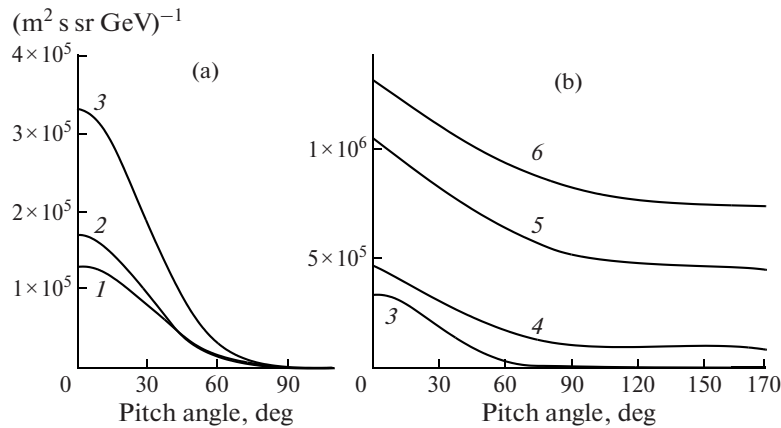 (m² s sr GeV)⁻¹
4×10⁵
(a)
3
3×10⁵
2×10⁵
2
1×10⁵
1
0 30 60 90
Pitch angle, deg
(b)
6
1×10⁶
5
5×10⁵
4
3
0 30 60 90 120 150 170
Pitch angle, deg